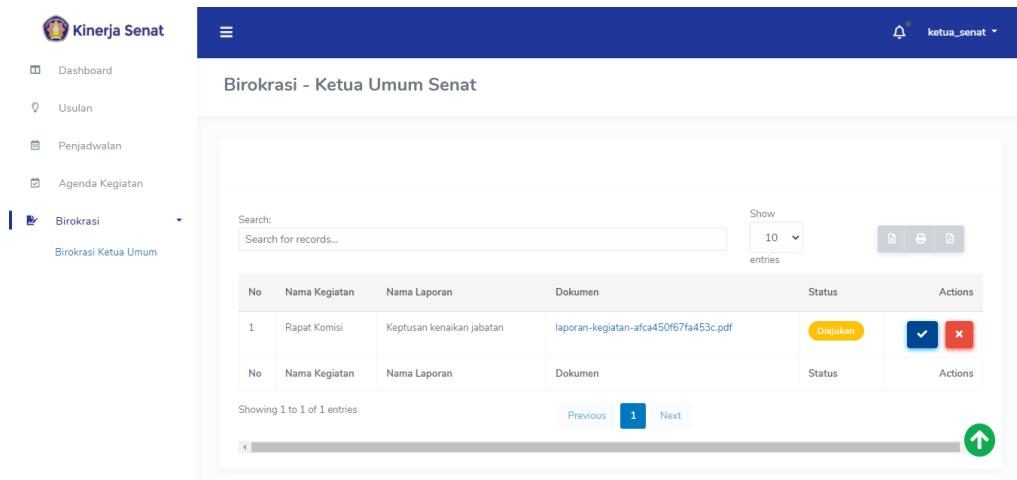 Kinerja Senat
ketua_senat
Dashboard
Usulan
Penjadwalan
Agenda Kegiatan
Birokrasi
Birokrasi Ketua Umum
Birokrasi - Ketua Umum Senat
Search:
Search for records...
Show
10
entries
No Nama Kegiatan Nama Laporan Dokumen Status Actions
1 Rapat Komisi Keptusan kenaikan jabatan laporan-kegiatan-afca450f67fa453c.pdf Diajukan
No Nama Kegiatan Nama Laporan Dokumen Status Actions
Showing 1 to 1 of 1 entries
Previous 1 Next